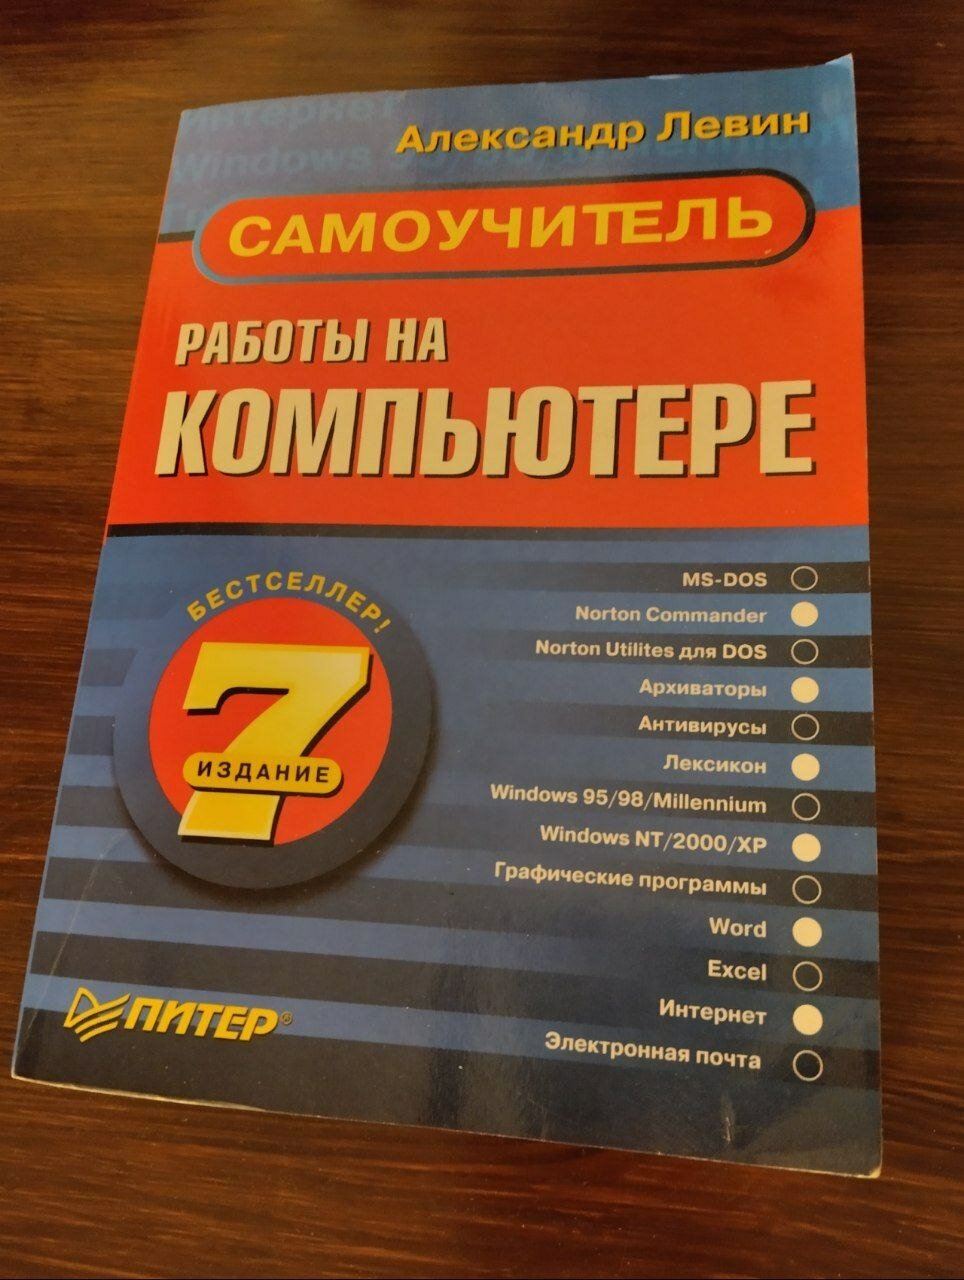 Интернет
Александр Левин
САМОУЧИТЕЛЬ
РАБОТЫ НА
КОМПЬЮТЕРЕ
БЕСТСЕЛЛЕР!
7
ИЗДАНИЕ
MS-DOS
Norton Commander
Norton Utilites для DOS
Архиваторы
Антивирусы
Лексикон
Windows 95/98/Millennium
Windows NT/2000/XP
Графические программы
Word
Excel
Интернет
Электронная почта
ПИТЕР®